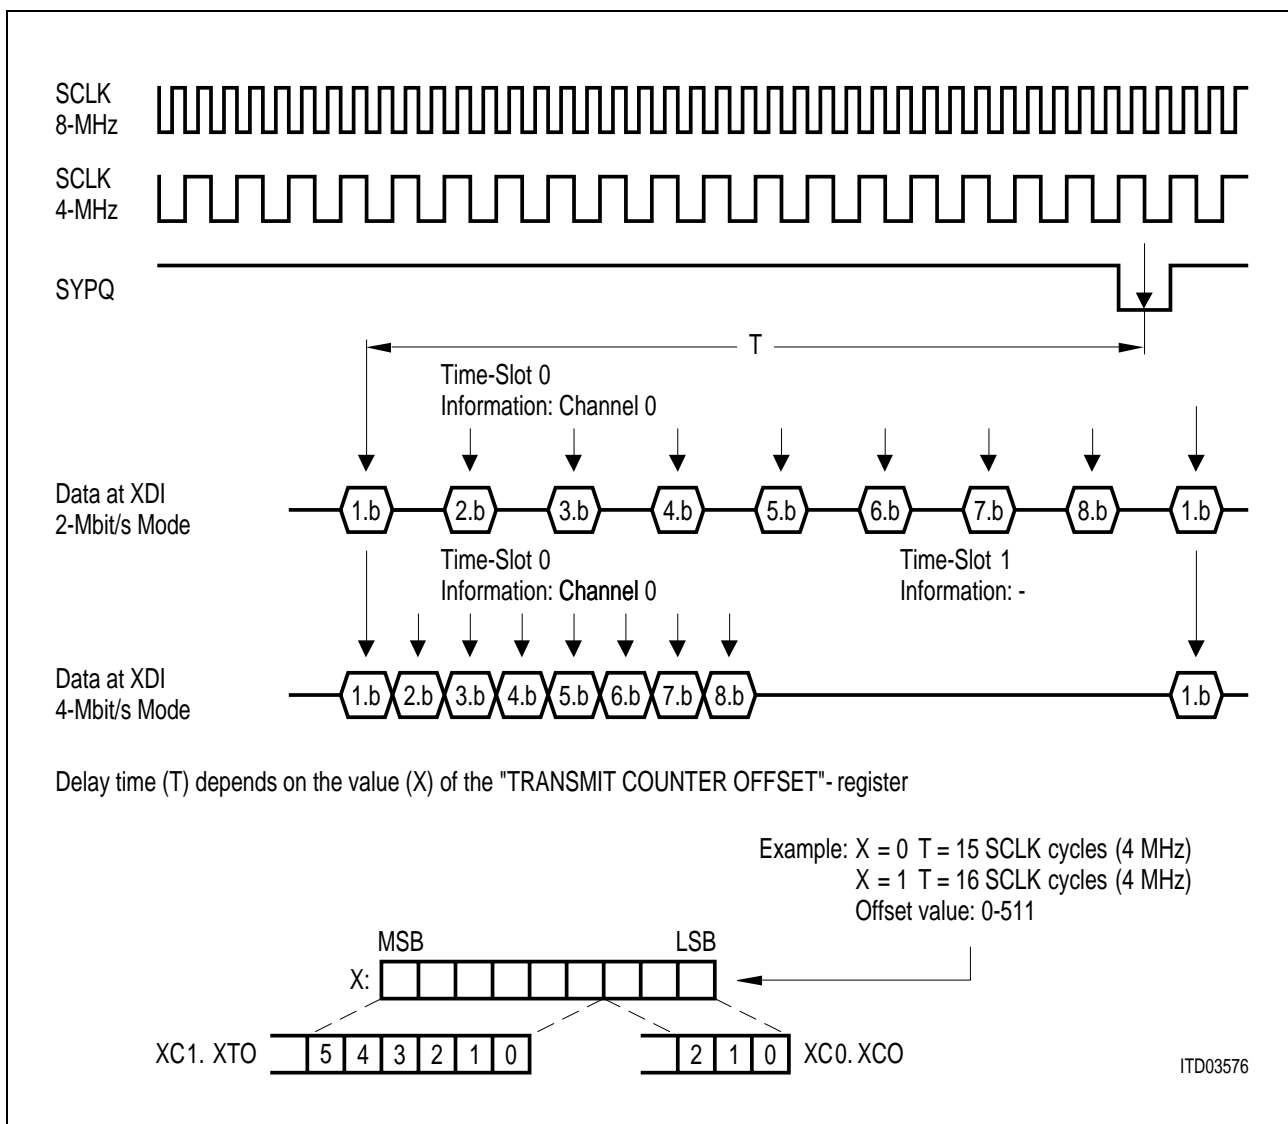 SCLK
8-MHz
SCLK
4-MHz
SYPQ
T
Time-Slot 0
Information: Channel 0
Data at XDI
2-Mbit/s Mode
1.b 2.b 3.b 4.b 5.b 6.b 7.b 8.b 1.b
Time-Slot 0
Information: Channel 0
Time-Slot 1
Information: -
Data at XDI
4-Mbit/s Mode
1.b 2.b 3.b 4.b 5.b 6.b 7.b 8.b 1.b
Delay time (T) depends on the value (X) of the "TRANSMIT COUNTER OFFSET"- register
Example: X = 0 T = 15 SCLK cycles (4 MHz)
X = 1 T = 16 SCLK cycles (4 MHz)
Offset value: 0-511
MSB LSB
X:
XC1. XTO 5 4 3 2 1 0 2 1 0 XC0. XCO
ITD03576